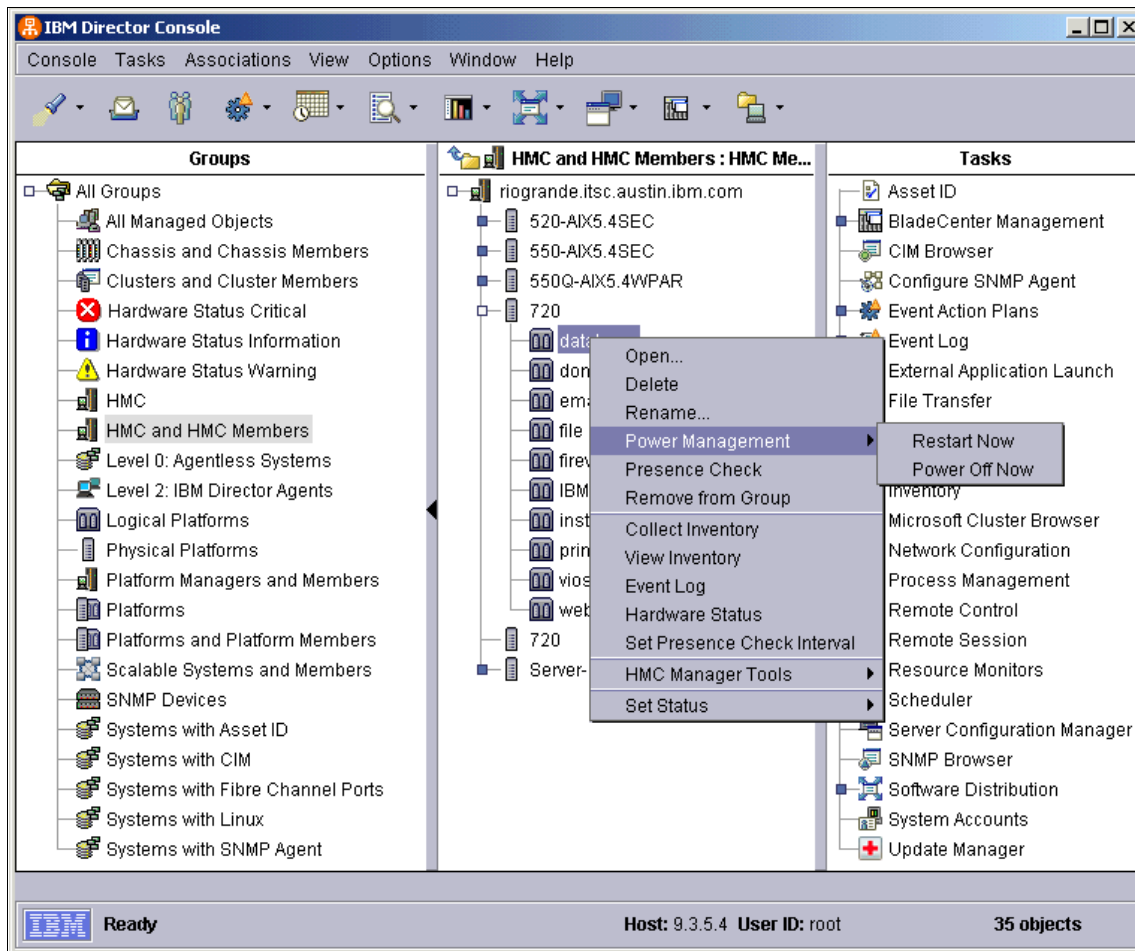 IBM Director Console
Console Tasks Associations View Options Window Help
Groups
All Groups
All Managed Objects
Chassis and Chassis Members
Clusters and Cluster Members
Hardware Status Critical
Hardware Status Information
Hardware Status Warning
HMC
HMC and HMC Members
Level 0: Agentless Systems
Level 2: IBM Director Agents
Logical Platforms
Physical Platforms
Platform Managers and Members
Platforms
Platforms and Platform Members
Scalable Systems and Members
SNMP Devices
Systems with Asset ID
Systems with CIM
Systems with Fibre Channel Ports
Systems with Linux
Systems with SNMP Agent
HMC and HMC Members : HMC Me...
riogrande.itsc.austin.ibm.com
520-AIX5.4SEC
550-AIX5.4SEC
550Q-AIX5.4WPAR
720
data
don
ema
file
firew
IBM
inst
prin
vios
web
720
Server-
Open...
Delete
Rename...
Power Management
Presence Check
Remove from Group
Collect Inventory
View Inventory
Event Log
Hardware Status
Set Presence Check Interval
HMC Manager Tools
Set Status
Restart Now
Power Off Now
Tasks
Asset ID
BladeCenter Management
CIM Browser
Configure SNMP Agent
Event Action Plans
Event Log
External Application Launch
File Transfer
Inventory
Microsoft Cluster Browser
Network Configuration
Process Management
Remote Control
Remote Session
Resource Monitors
Scheduler
Server Configuration Manager
SNMP Browser
Software Distribution
System Accounts
Update Manager
IBM Ready
Host: 9.3.5.4 User ID: root
35 objects